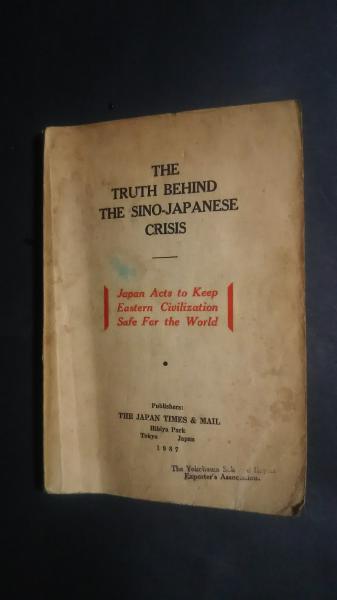 THE
TRUTH BEHIND
THE SINO-JAPANESE
CRISIS
Japan Acts to Keep
Eastern Civilization
Safe For the World
Publishers:
THE JAPAN TIMES & MAIL
Hibiya Park
Tokyo Japan
1937
The Yokohama
Exporter's Association.